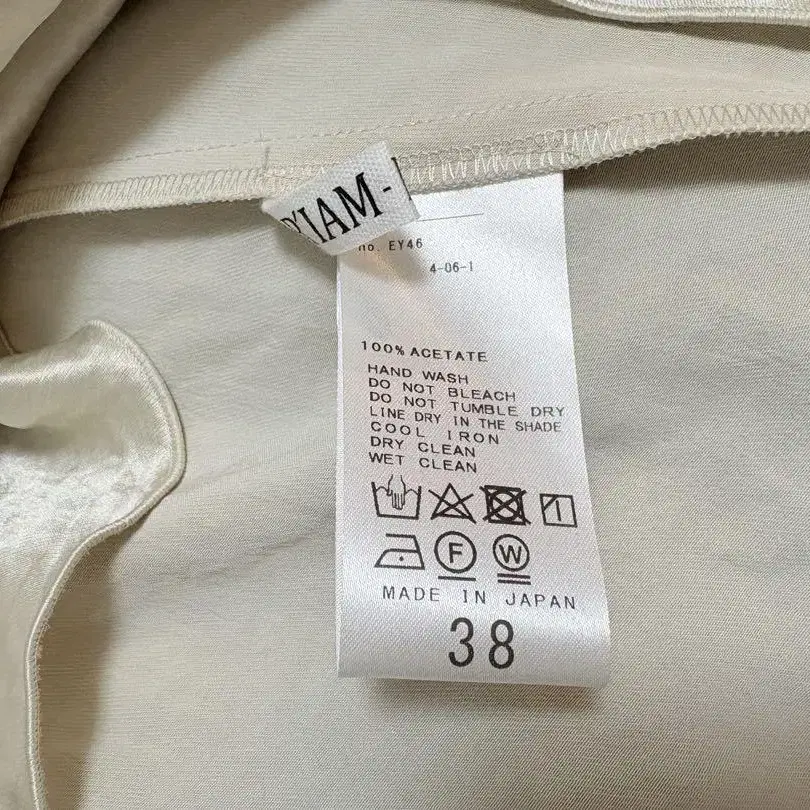 YIAM-
no. EY46
4-06-1
100% ACETATE
HAND WASH
DO NOT BLEACH
DO NOT TUMBLE DRY
LINE DRY IN THE SHADE
COOL IRON
DRY CLEAN
WET CLEAN
F W
MADE IN JAPAN
38